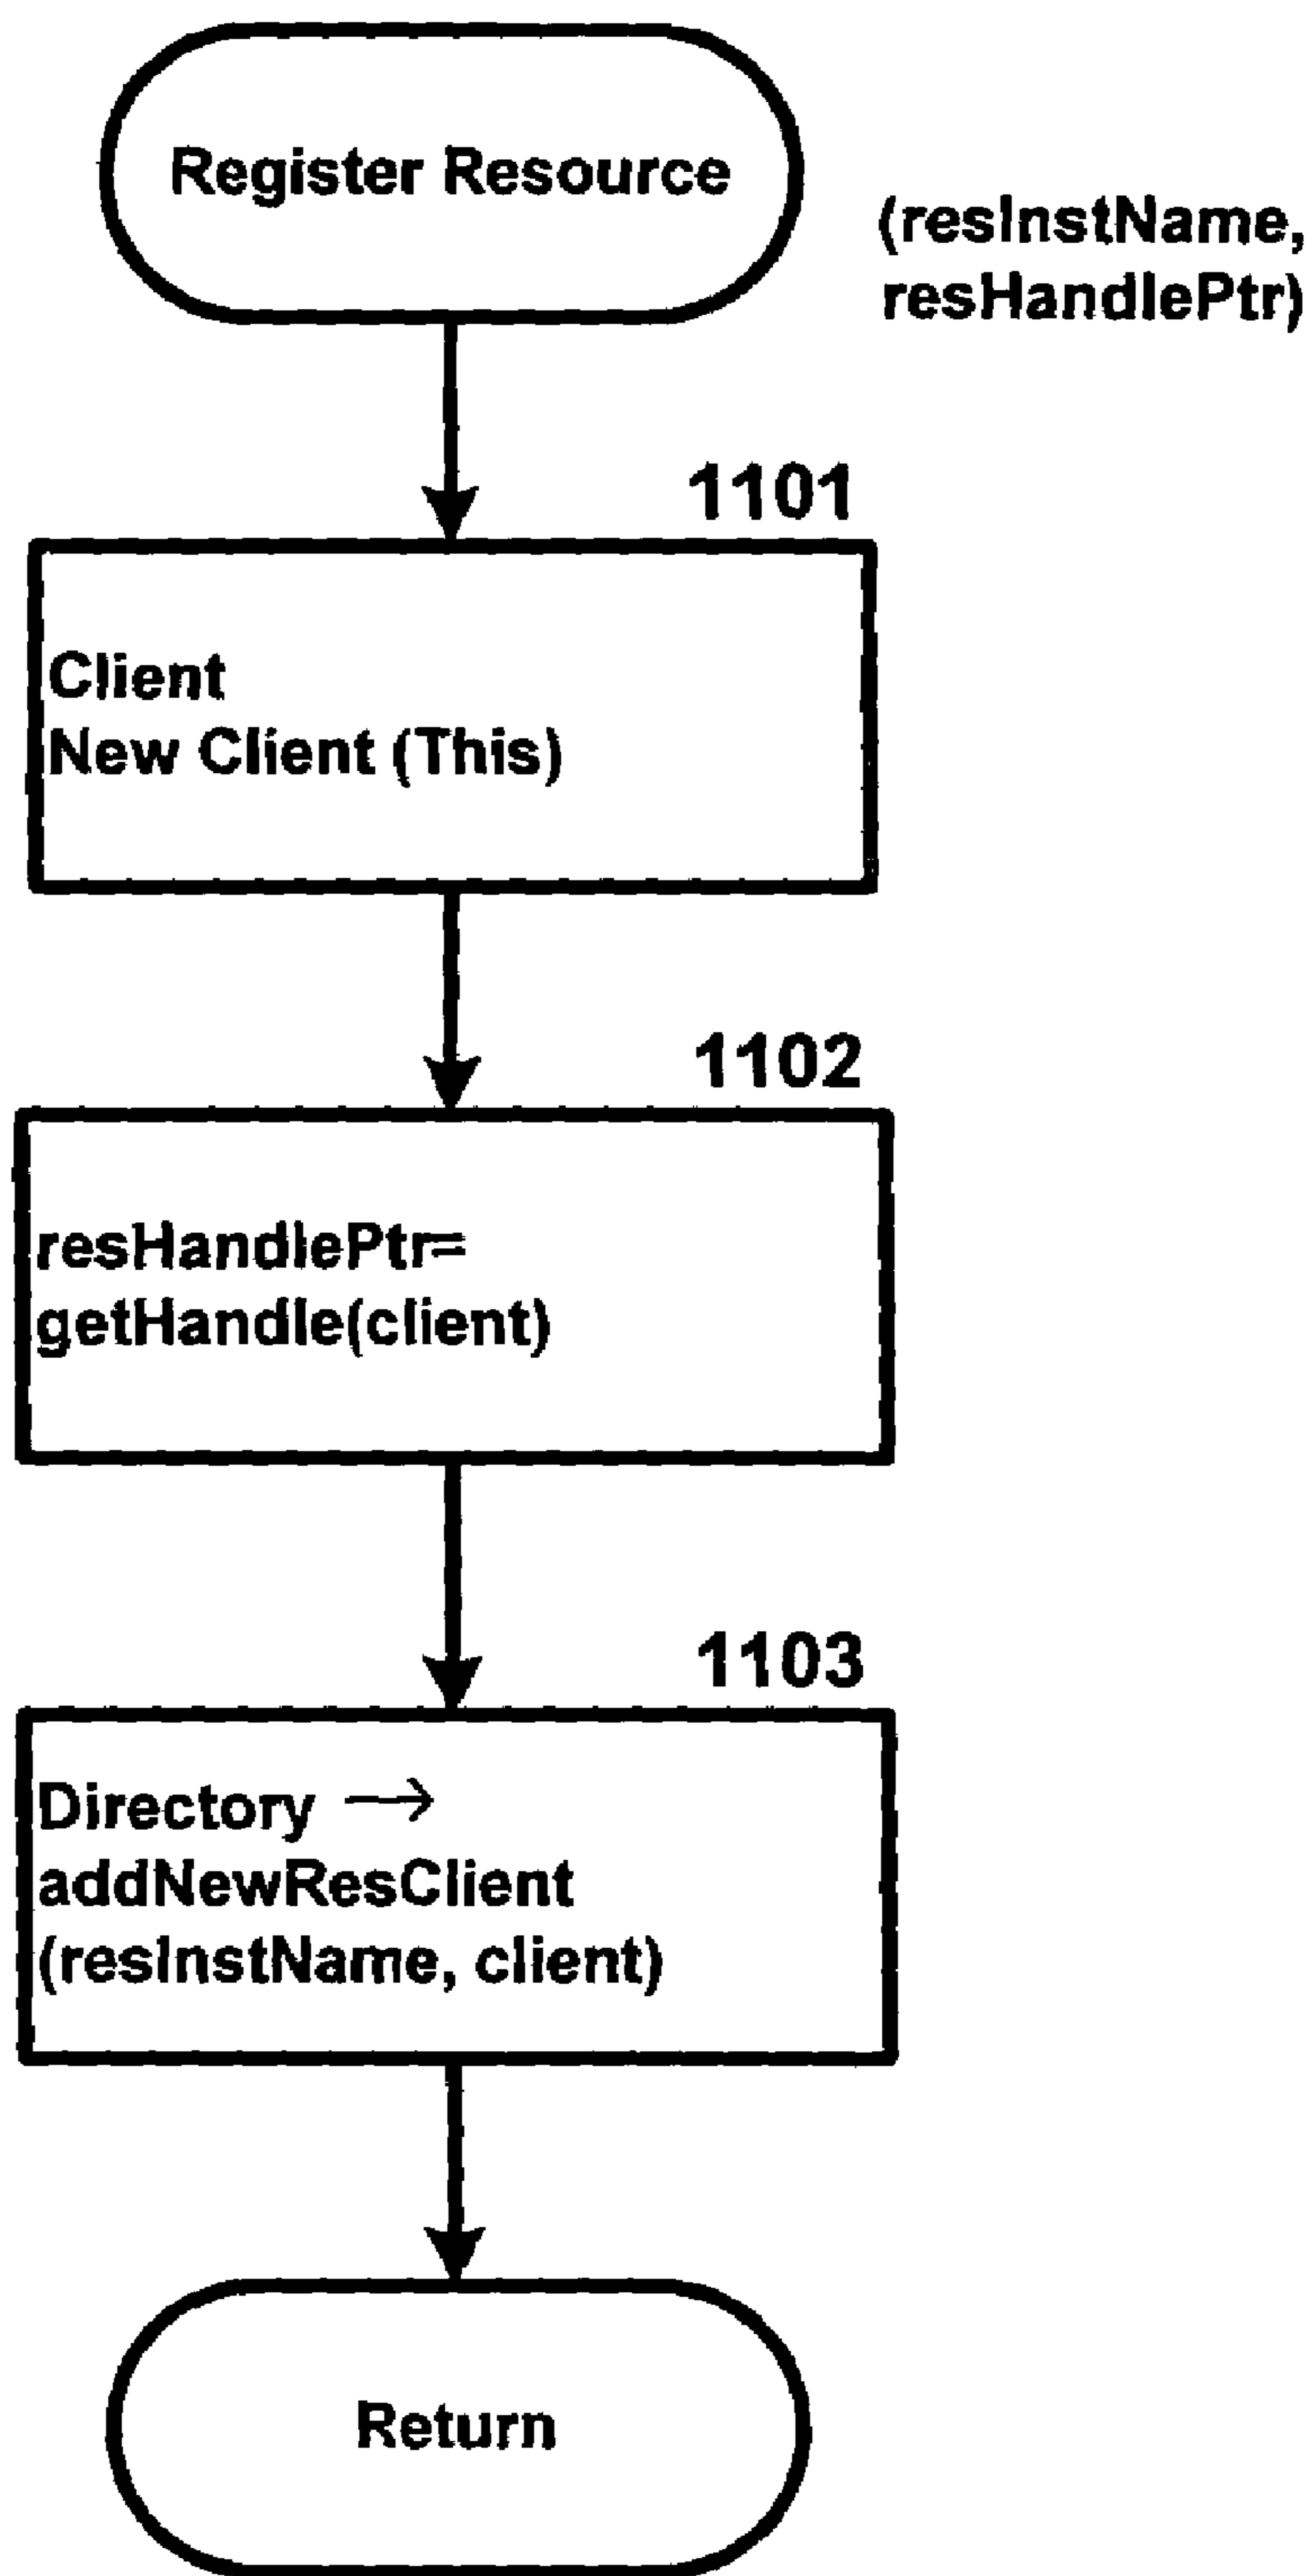 Register Resource
(resInstName,
resHandlePtr)
1101
Client
New Client (This)
1102
resHandlePtr=
getHandle(client)
1103
Directory →
addNewResClient
(resInstName, client)
Return